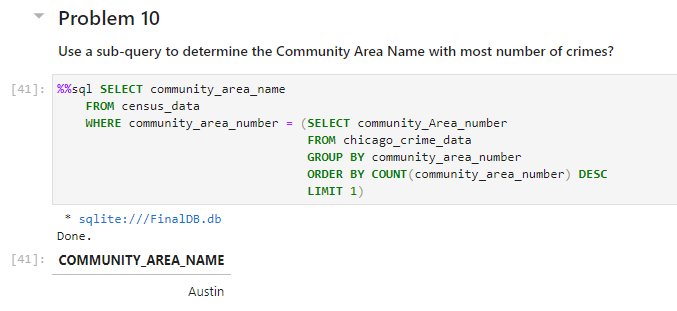 Problem 10
Use a sub-query to determine the Community Area Name with most number of crimes?
[41]: %%sql SELECT community_area_name
FROM census_data
WHERE community_area_number = (SELECT community_Area_number
FROM chicago_crime_data
GROUP BY community_area_number
ORDER BY COUNT(community_area_number) DESC
LIMIT 1)
* sqlite:///FinalDB.db
Done.
[41]: COMMUNITY_AREA_NAME
Austin